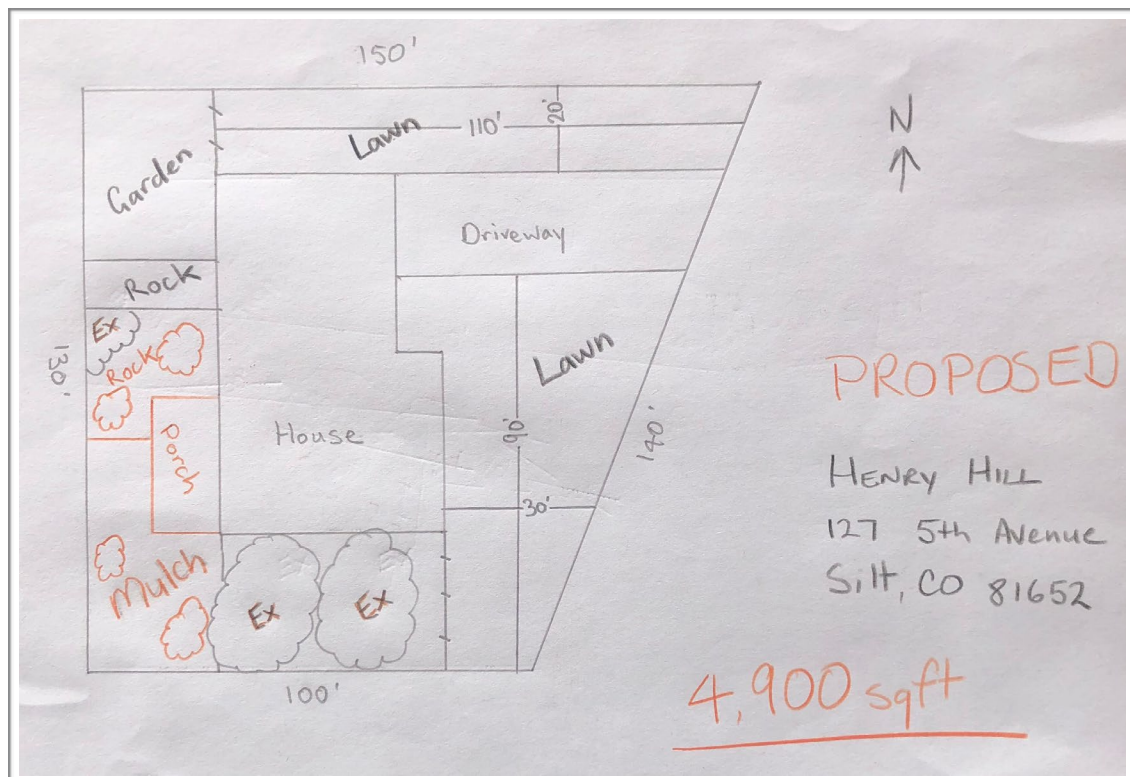 150'
N
20'
Lawn
110'
Garden
Driveway
Rock
Ex
Rock
Lawn
130'
PROPOSED
Porch
House
90'
140'
HENRY HILL
30'
127 5th Avenue
Mulch
Ex
Ex
Silt, CO 81652
100'
4,900 sqft